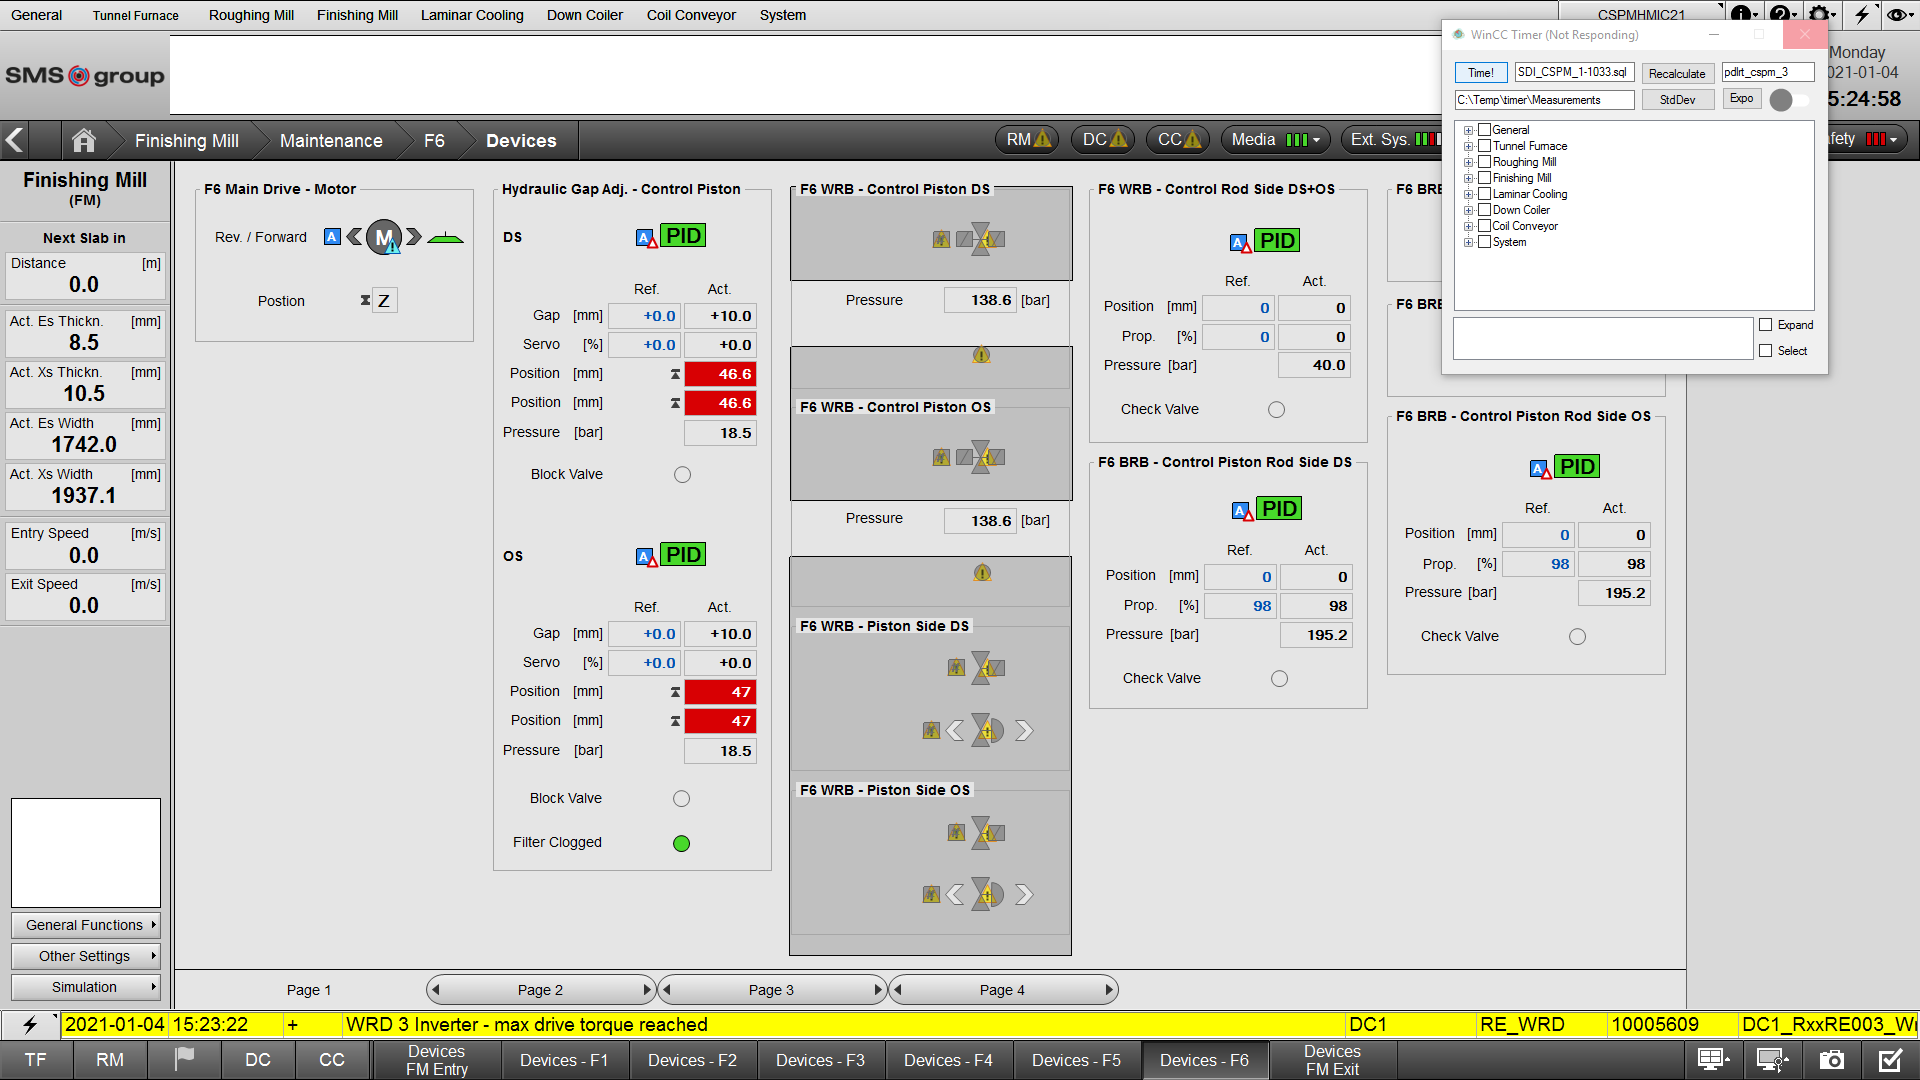 General Tunnel Furnace Roughing Mill Finishing Mill Laminar Cooling Down Coiler Coil Conveyor System CSPMHMIC21
SMS group
Monday
021-01-04
5:24:58
WinCC Timer (Not Responding)
Time! SDI_CSPM_1-1033.sql Recalculate pdlrt_cspm_3
C:\Temp\timer\Measurements StdDev Expo
General
Tunnel Furnace
Roughing Mill
Finishing Mill
Laminar Cooling
Down Coiler
Coil Conveyor
System
Expand
Select
Finishing Mill Maintenance F6 Devices RM DC CC Media Ext. Sys. fety
Finishing Mill
(FM)
Next Slab in
Distance [m]
0.0
Act. Es Thickn. [mm]
8.5
Act. Xs Thickn. [mm]
10.5
Act. Es Width [mm]
1742.0
Act. Xs Width [mm]
1937.1
Entry Speed [m/s]
0.0
Exit Speed [m/s]
0.0
General Functions
Other Settings
Simulation
F6 Main Drive - Motor
Rev. / Forward A M
Postion Z
Hydraulic Gap Adj. - Control Piston
DS A PID
Ref. Act.
Gap [mm] +0.0 +10.0
Servo [%] +0.0 +0.0
Position [mm] 46.6
Position [mm] 46.6
Pressure [bar] 18.5
Block Valve
OS A PID
Ref. Act.
Gap [mm] +0.0 +10.0
Servo [%] +0.0 +0.0
Position [mm] 47
Position [mm] 47
Pressure [bar] 18.5
Block Valve
Filter Clogged
F6 WRB - Control Piston DS
Pressure 138.6 [bar]
F6 WRB - Control Piston OS
Pressure 138.6 [bar]
F6 WRB - Piston Side DS
F6 WRB - Piston Side OS
F6 WRB - Control Rod Side DS+OS
A PID
Ref. Act.
Position [mm] 0 0
Prop. [%] 0 0
Pressure [bar] 40.0
Check Valve
F6 BRB - Control Piston Rod Side DS
A PID
Ref. Act.
Position [mm] 0 0
Prop. [%] 98 98
Pressure [bar] 195.2
Check Valve
F6 BRB
F6 BRB
F6 BRB - Control Piston Rod Side OS
A PID
Ref. Act.
Position [mm] 0 0
Prop. [%] 98 98
Pressure [bar] 195.2
Check Valve
Page 1 Page 2 Page 3 Page 4
2021-01-04 15:23:22 + WRD 3 Inverter - max drive torque reached DC1 RE_WRD 10005609 DC1_RxxRE003_Wr
TF RM DC CC Devices FM Entry Devices - F1 Devices - F2 Devices - F3 Devices - F4 Devices - F5 Devices - F6 Devices FM Exit